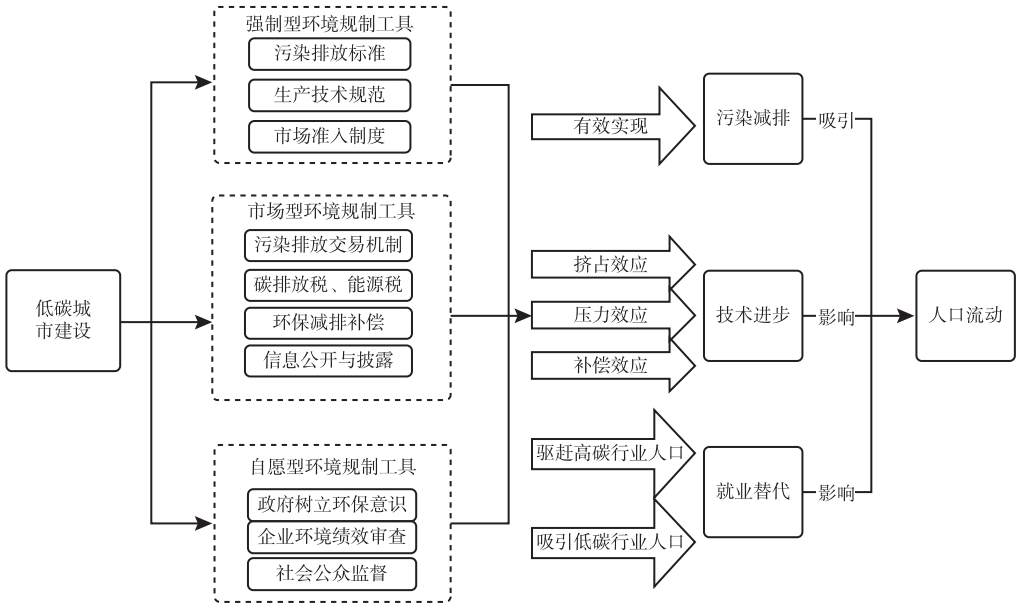 低碳城
市建设
强制型环境规制工具
污染排放标准
生产技术规范
市场准入制度
市场型环境规制工具
污染排放交易机制
碳排放税、能源税
环保减排补偿
信息公开与披露
自愿型环境规制工具
政府树立环保意识
企业环境绩效审查
社会公众监督
有效实现
挤占效应
压力效应
补偿效应
驱赶高碳行业人口
吸引低碳行业人口
污染减排
技术进步
就业替代
吸引
影响
影响
人口流动